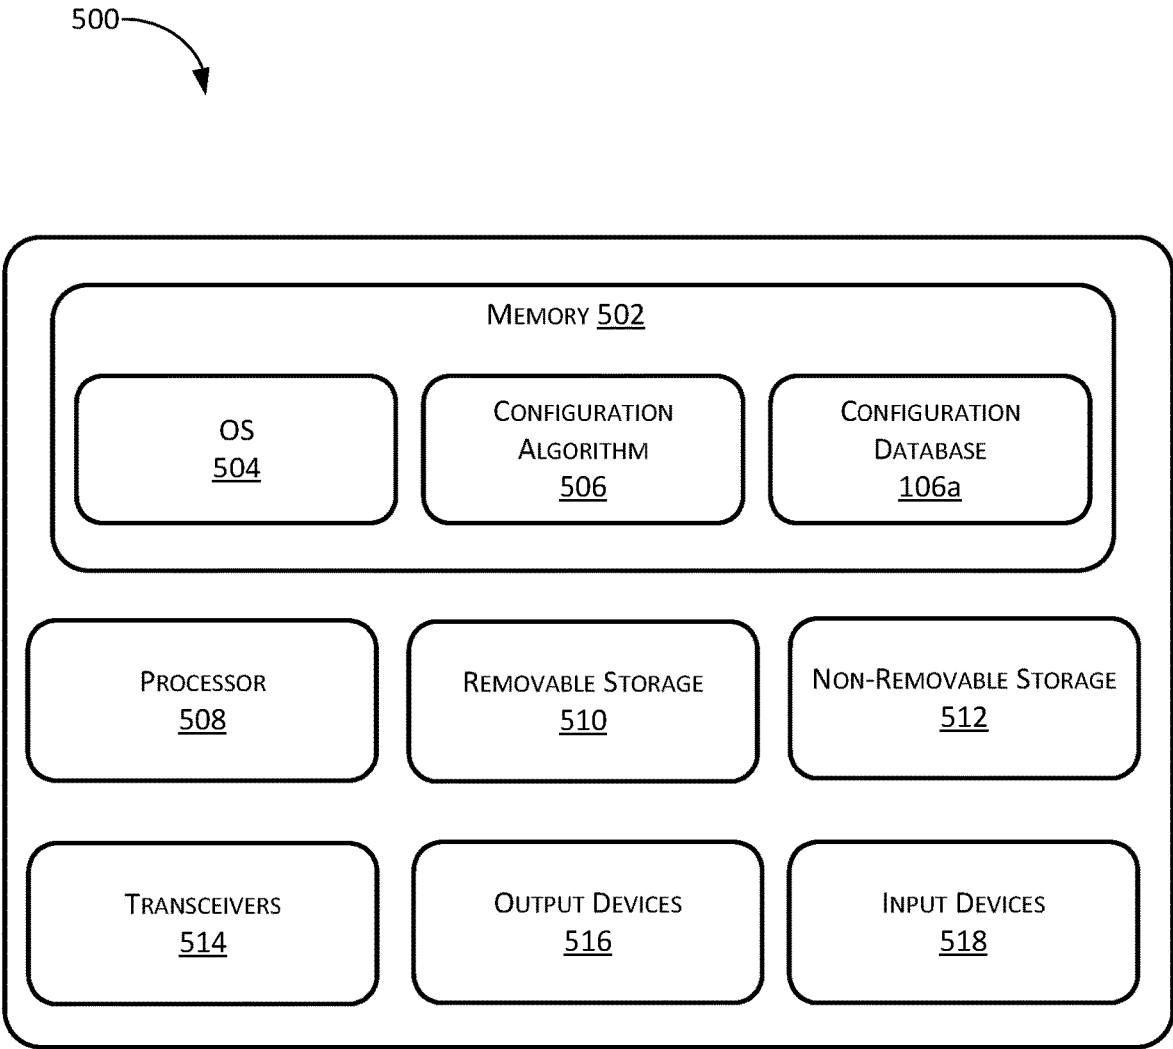 500
MEMORY 502
OS
504
CONFIGURATION
ALGORITHM
506
CONFIGURATION
DATABASE
106a
PROCESSOR
508
REMOVABLE STORAGE
510
NON-REMOVABLE STORAGE
512
TRANSCEIVERS
514
OUTPUT DEVICES
516
INPUT DEVICES
518